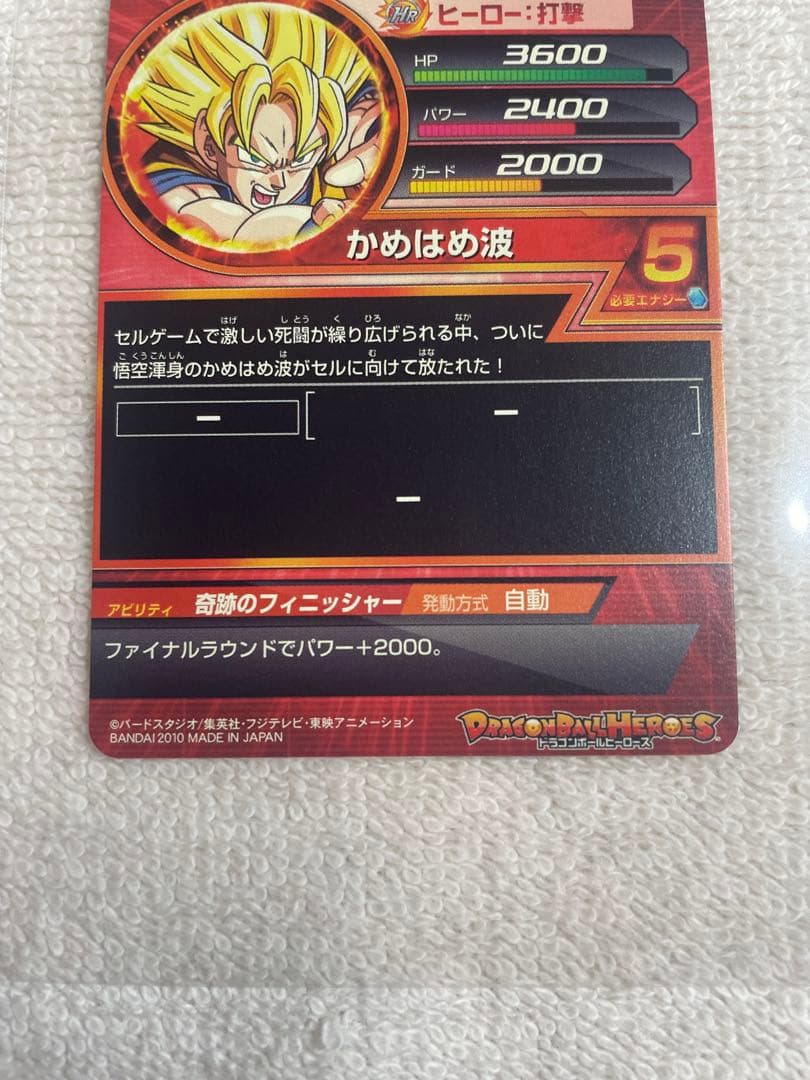 HR ヒーロー:打撃
HP 3600
パワー 2400
ガード 2000
かめはめ波
5
必要エナジー
セルゲームで激しい死闘が繰り広げられる中、ついに
悟空渾身のかめはめ波がセルに向けて放たれた!
ー [ ー ]
ー
アビリティ 奇跡のフィニッシャー 発動方式 自動
ファイナルラウンドでパワー+2000。
©バードスタジオ/集英社・フジテレビ・東映アニメーション
BANDAI 2010 MADE IN JAPAN
DRAGONBALL HEROES
ドラゴンボールヒーローズ